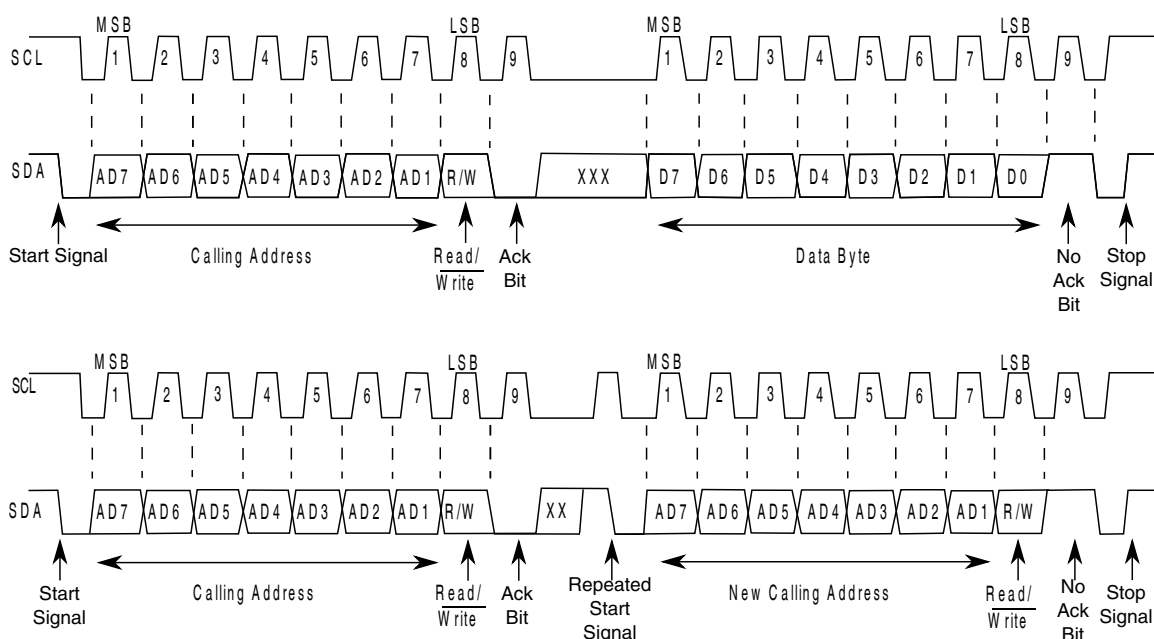 MSB LSB MSB LSB
SCL 1 2 3 4 5 6 7 8 9 1 2 3 4 5 6 7 8 9
SDA AD7 AD6 AD5 AD4 AD3 AD2 AD1 R/W XXX D7 D6 D5 D4 D3 D2 D1 D0
Start Signal Calling Address Read/ Ack Data Byte No Stop
Write Bit Ack Signal
Bit
MSB LSB MSB LSB
SCL 1 2 3 4 5 6 7 8 9 1 2 3 4 5 6 7 8 9
SDA AD7 AD6 AD5 AD4 AD3 AD2 AD1 R/W XX AD7 AD6 AD5 AD4 AD3 AD2 AD1 R/W
Start Calling Address Read/ Ack Repeated New Calling Address Read/ No Stop
Signal Write Bit Start Write Ack Signal
Signal Bit